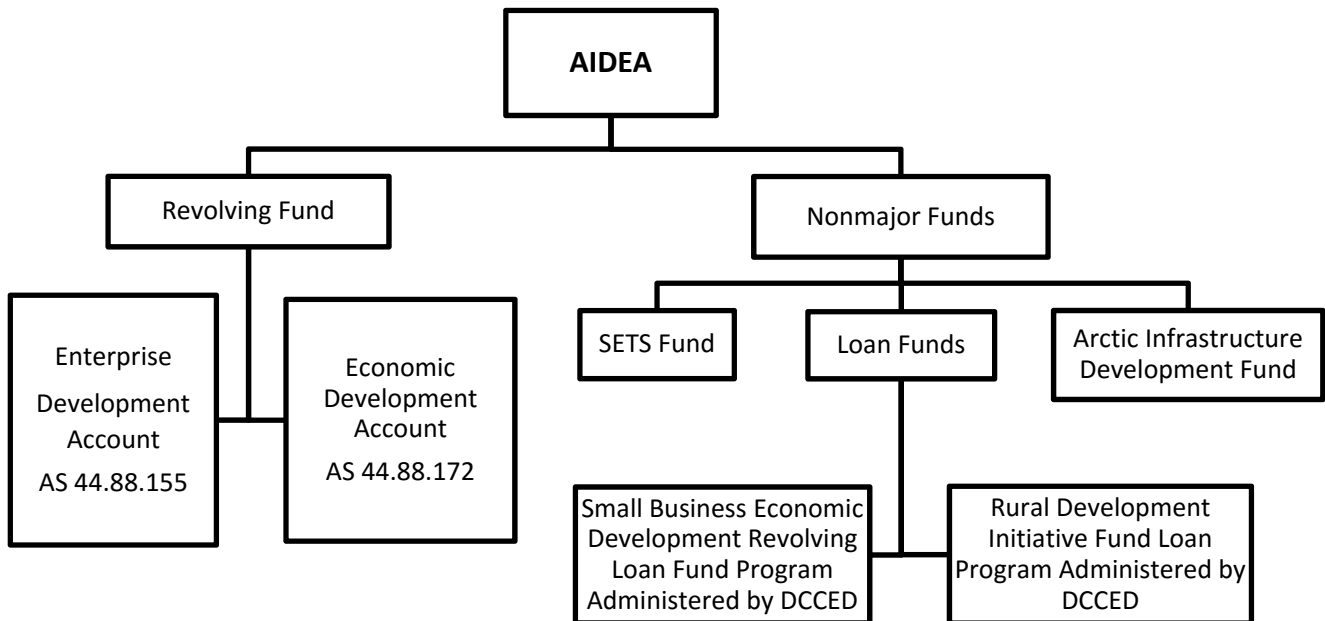 AIDEA
Revolving Fund
Nonmajor Funds
Enterprise
Development
Account
AS 44.88.155
Economic
Development
Account
AS 44.88.172
SETS Fund
Loan Funds
Arctic Infrastructure
Development Fund
Small Business Economic
Development Revolving
Loan Fund Program
Administered by DCCED
Rural Development
Initiative Fund Loan
Program Administered by
DCCED